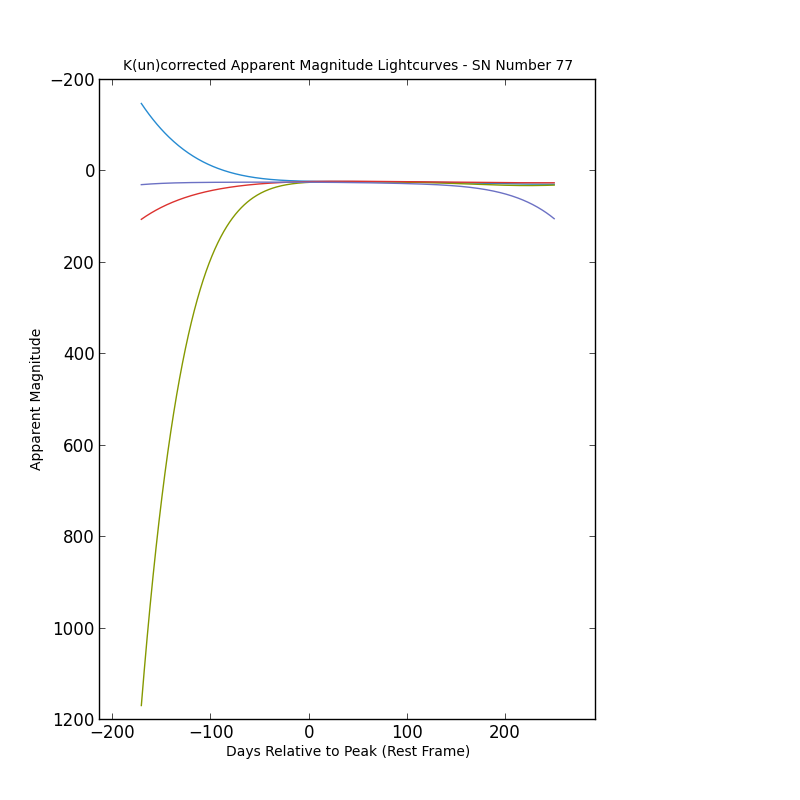 K(un)corrected Apparent Magnitude Lightcurves - SN Number 77
−200
0
200
400
600
800
1000
1200
Apparent Magnitude
−200 −100 0 100 200
Days Relative to Peak (Rest Frame)